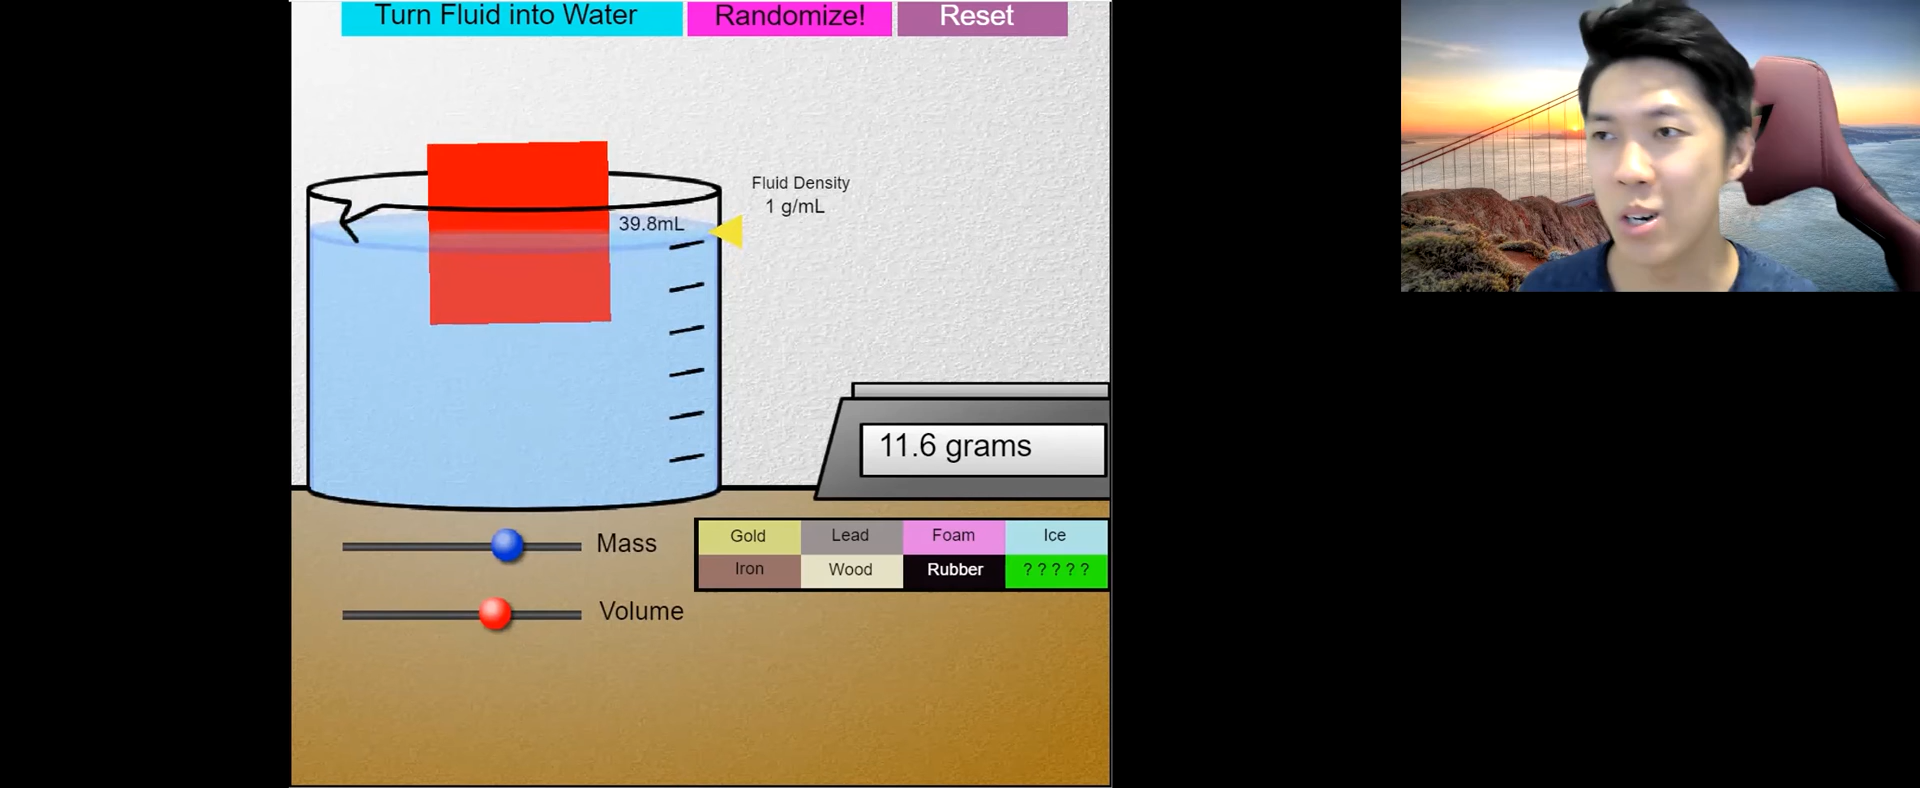 Turn Fluid into Water
Randomize!
Reset
Fluid Density
1 g/mL
39.8mL
11.6 grams
Mass
Volume
Gold
Lead
Foam
Ice
Iron
Wood
Rubber
? ? ? ? ?